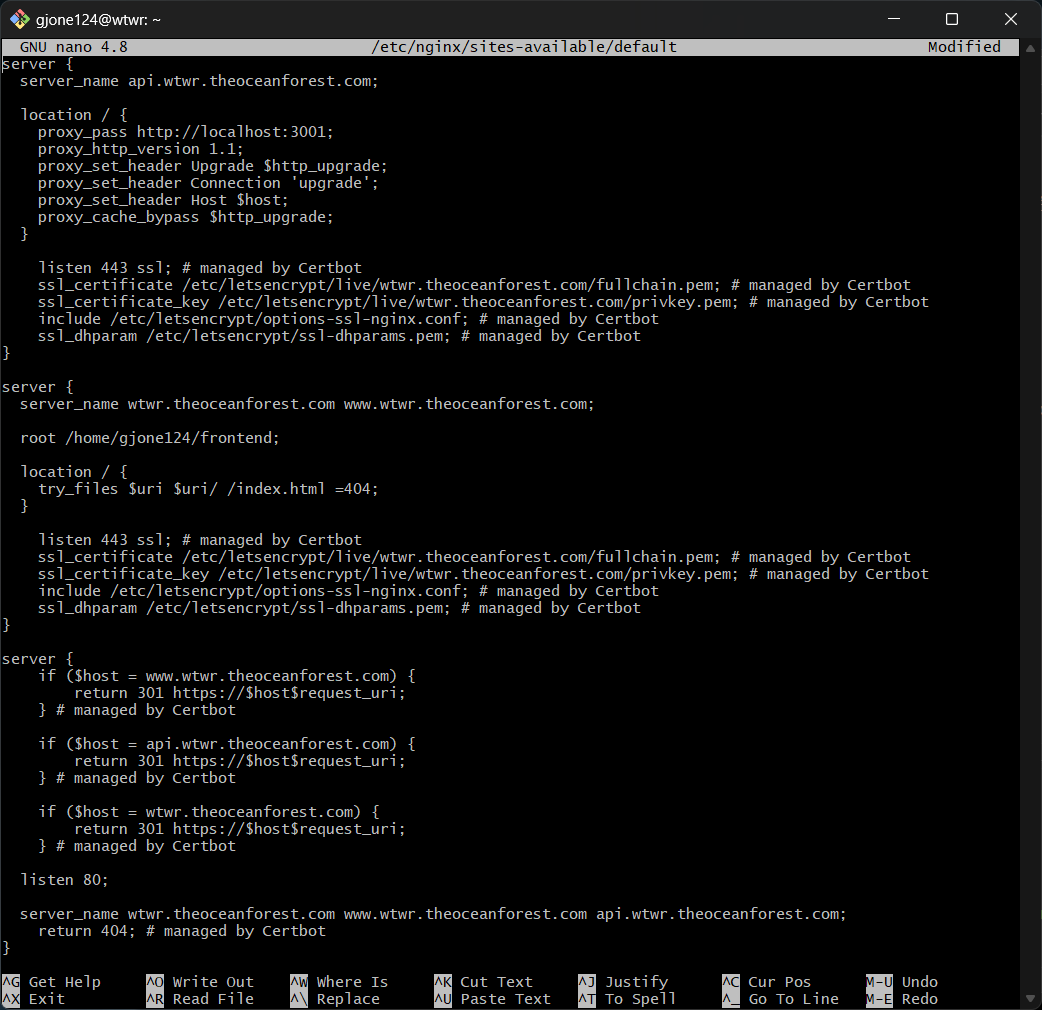 gjone124@wtwr: ~
GNU nano 4.8 /etc/nginx/sites-available/default Modified
server {
  server_name api.wtwr.theoceanforest.com;

  location / {
    proxy_pass http://localhost:3001;
    proxy_http_version 1.1;
    proxy_set_header Upgrade $http_upgrade;
    proxy_set_header Connection 'upgrade';
    proxy_set_header Host $host;
    proxy_cache_bypass $http_upgrade;
  }

    listen 443 ssl; # managed by Certbot
    ssl_certificate /etc/letsencrypt/live/wtwr.theoceanforest.com/fullchain.pem; # managed by Certbot
    ssl_certificate_key /etc/letsencrypt/live/wtwr.theoceanforest.com/privkey.pem; # managed by Certbot
    include /etc/letsencrypt/options-ssl-nginx.conf; # managed by Certbot
    ssl_dhparam /etc/letsencrypt/ssl-dhparams.pem; # managed by Certbot
}

server {
  server_name wtwr.theoceanforest.com www.wtwr.theoceanforest.com;

  root /home/gjone124/frontend;

  location / {
    try_files $uri $uri/ /index.html =404;
  }

    listen 443 ssl; # managed by Certbot
    ssl_certificate /etc/letsencrypt/live/wtwr.theoceanforest.com/fullchain.pem; # managed by Certbot
    ssl_certificate_key /etc/letsencrypt/live/wtwr.theoceanforest.com/privkey.pem; # managed by Certbot
    include /etc/letsencrypt/options-ssl-nginx.conf; # managed by Certbot
    ssl_dhparam /etc/letsencrypt/ssl-dhparams.pem; # managed by Certbot
}

server {
    if ($host = www.wtwr.theoceanforest.com) {
        return 301 https://$host$request_uri;
    } # managed by Certbot

    if ($host = api.wtwr.theoceanforest.com) {
        return 301 https://$host$request_uri;
    } # managed by Certbot

    if ($host = wtwr.theoceanforest.com) {
        return 301 https://$host$request_uri;
    } # managed by Certbot

  listen 80;

  server_name wtwr.theoceanforest.com www.wtwr.theoceanforest.com api.wtwr.theoceanforest.com;
    return 404; # managed by Certbot
}

^G Get Help ^O Write Out ^W Where Is ^K Cut Text ^J Justify ^C Cur Pos M-U Undo
^X Exit ^R Read File ^\ Replace ^U Paste Text ^T To Spell ^_ Go To Line M-E Redo